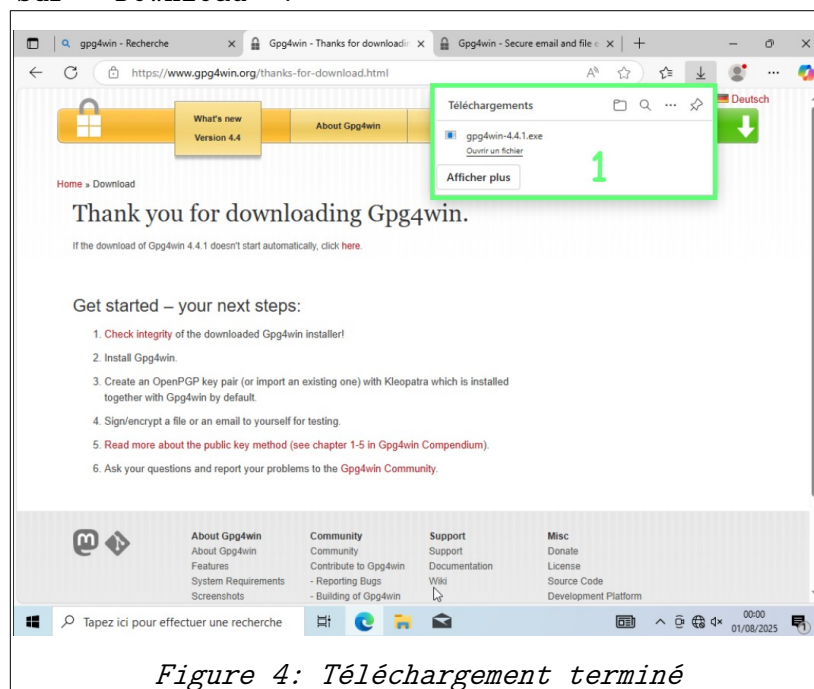 gpg4win - Recherche
Gpg4win - Thanks for downloadin
Gpg4win - Secure email and file e
https://www.gpg4win.org/thanks-for-download.html
Téléchargements
gpg4win-4.4.1.exe
Ouvrir un fichier
Afficher plus
1
Deutsch
What's new
Version 4.4
About Gpg4win
Home » Download
Thank you for downloading Gpg4win.
If the download of Gpg4win 4.4.1 doesn't start automatically, click here.
Get started – your next steps:
1. Check integrity of the downloaded Gpg4win installer!
2. Install Gpg4win.
3. Create an OpenPGP key pair (or import an existing one) with Kleopatra which is installed
together with Gpg4win by default.
4. Sign/encrypt a file or an email to yourself for testing.
5. Read more about the public key method (see chapter 1-5 in Gpg4win Compendium).
6. Ask your questions and report your problems to the Gpg4win Community.
About Gpg4win
About Gpg4win
Features
System Requirements
Screenshots
Community
Community
Contribute to Gpg4win
- Reporting Bugs
- Building of Gpg4win
Support
Support
Documentation
Wiki
Misc
Donate
License
Source Code
Development Platform
Tapez ici pour effectuer une recherche
00:00
01/08/2025
1
Figure 4: Téléchargement terminé